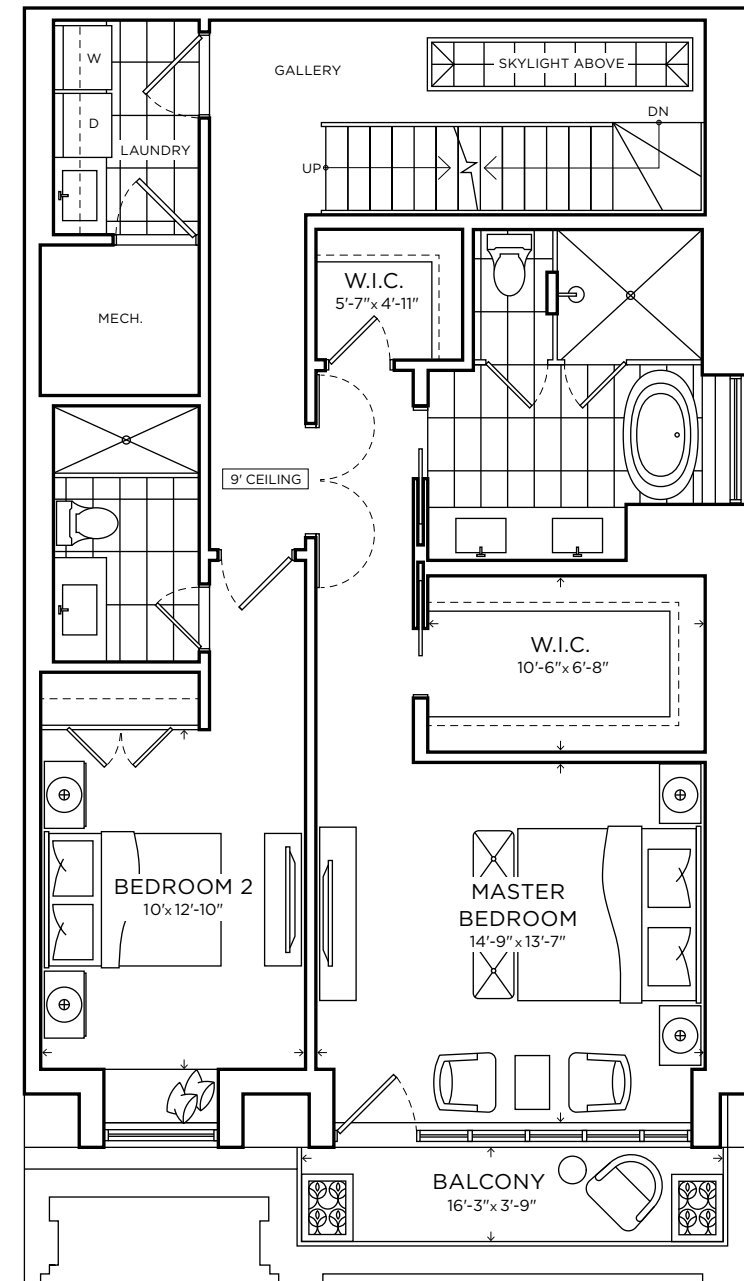 W
GALLERY
SKYLIGHT ABOVE
D
DN
LAUNDRY
UP
W.I.C.
5'-7" x 4'-11"
MECH.
9' CEILING
W.I.C.
10'-6" x 6'-8"
BEDROOM 2
10' x 12'-10"
MASTER
BEDROOM
14'-9" x 13'-7"
BALCONY
16'-3" x 3'-9"